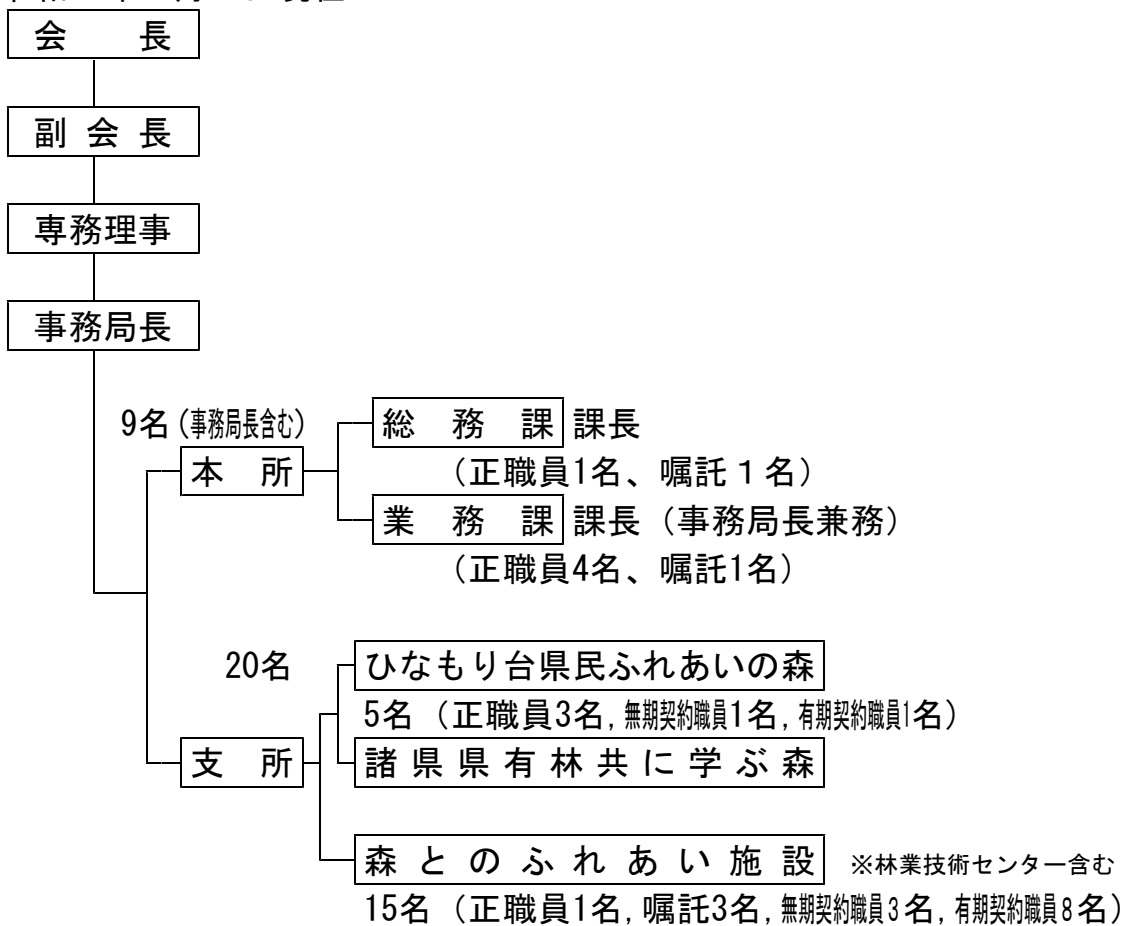 会長
副会長
専務理事
事務局長
9名(事務局長含む)
総務課 課長
本所
(正職員1名、嘱託１名)
業務課 課長(事務局長兼務)
(正職員4名、嘱託1名)
20名
ひなもり台県民ふれあいの森
5名(正職員3名,無期契約職員1名,有期契約職員1名)
支所
諸県県有林共に学ぶ森
森とのふれあい施設 ※林業技術センター含む
15名(正職員1名,嘱託3名,無期契約職員３名,有期契約職員８名)